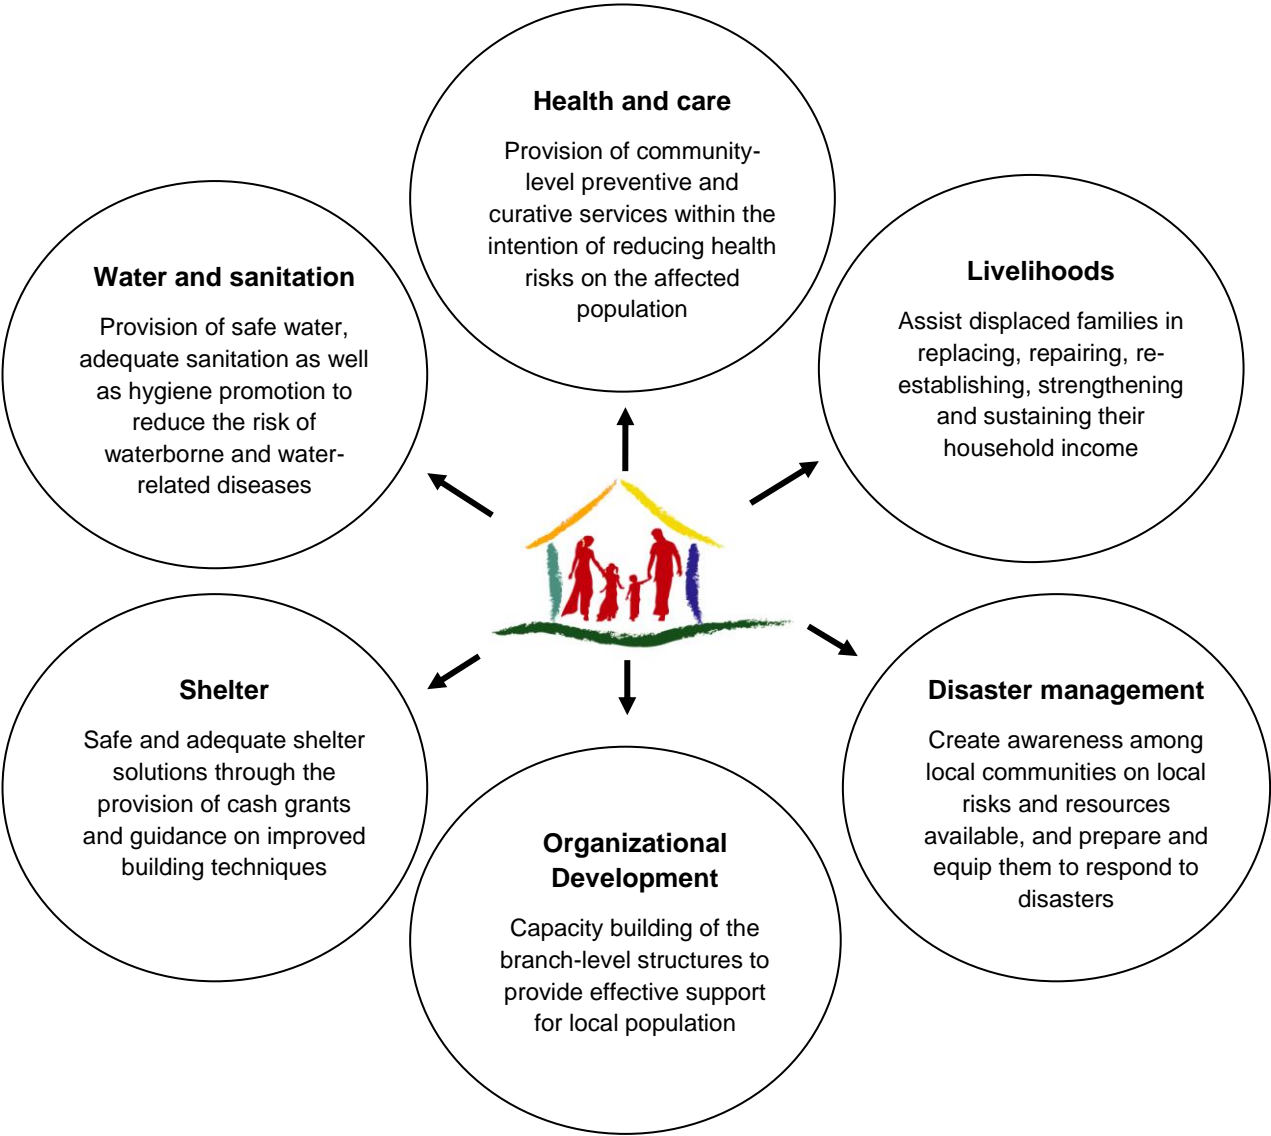 Health and care
Provision of community-
level preventive and
curative services within the
intention of reducing health
risks on the affected
population
Water and sanitation
Provision of safe water,
adequate sanitation as well
as hygiene promotion to
reduce the risk of
waterborne and water-
related diseases
Livelihoods
Assist displaced families in
replacing, repairing, re-
establishing, strengthening
and sustaining their
household income
Shelter
Safe and adequate shelter
solutions through the
provision of cash grants
and guidance on improved
building techniques
Disaster management
Create awareness among
local communities on local
risks and resources
available, and prepare and
equip them to respond to
disasters
Organizational
Development
Capacity building of the
branch-level structures to
provide effective support
for local population